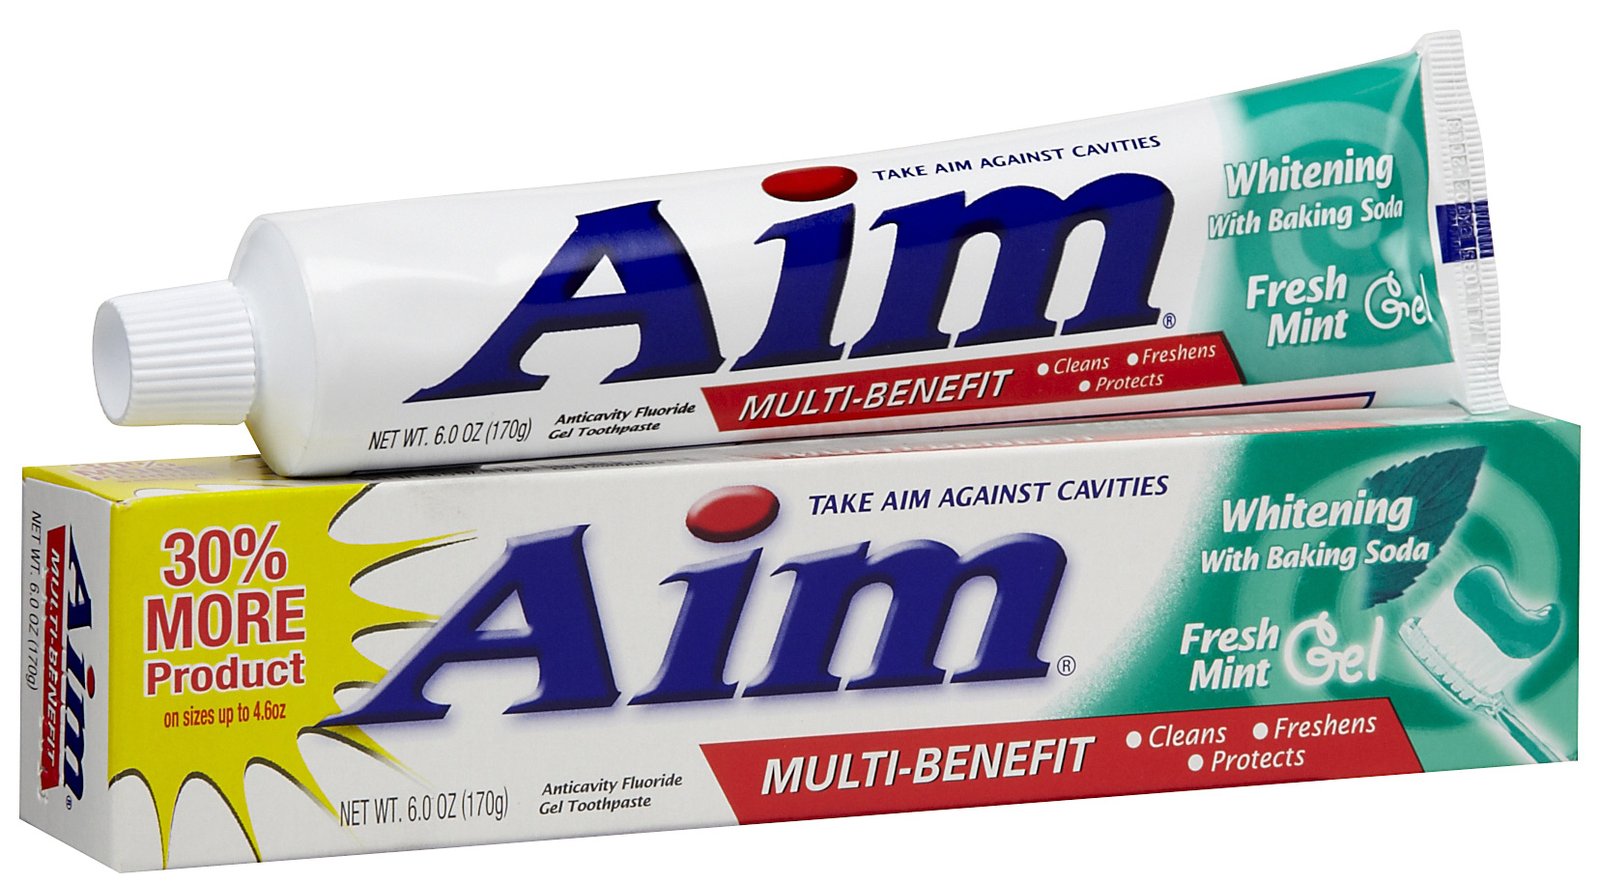 TAKE AIM AGAINST CAVITIES
Aim®
Whitening
With Baking Soda
Fresh
Mint
Gel
MULTI-BENEFIT
• Cleans • Freshens
• Protects
NET WT. 6.0 OZ (170g)
Anticavity Fluoride
Gel Toothpaste
30%
MORE
Product
on sizes up to 4.6oz
TAKE AIM AGAINST CAVITIES
Aim®
Whitening
With Baking Soda
Fresh
Mint
Gel
MULTI-BENEFIT
• Cleans • Freshens
• Protects
NET WT. 6.0 OZ (170g)
Anticavity Fluoride
Gel Toothpaste
Aim®
MULTI-BENEFIT
NET WT. 6.0 OZ (170g)